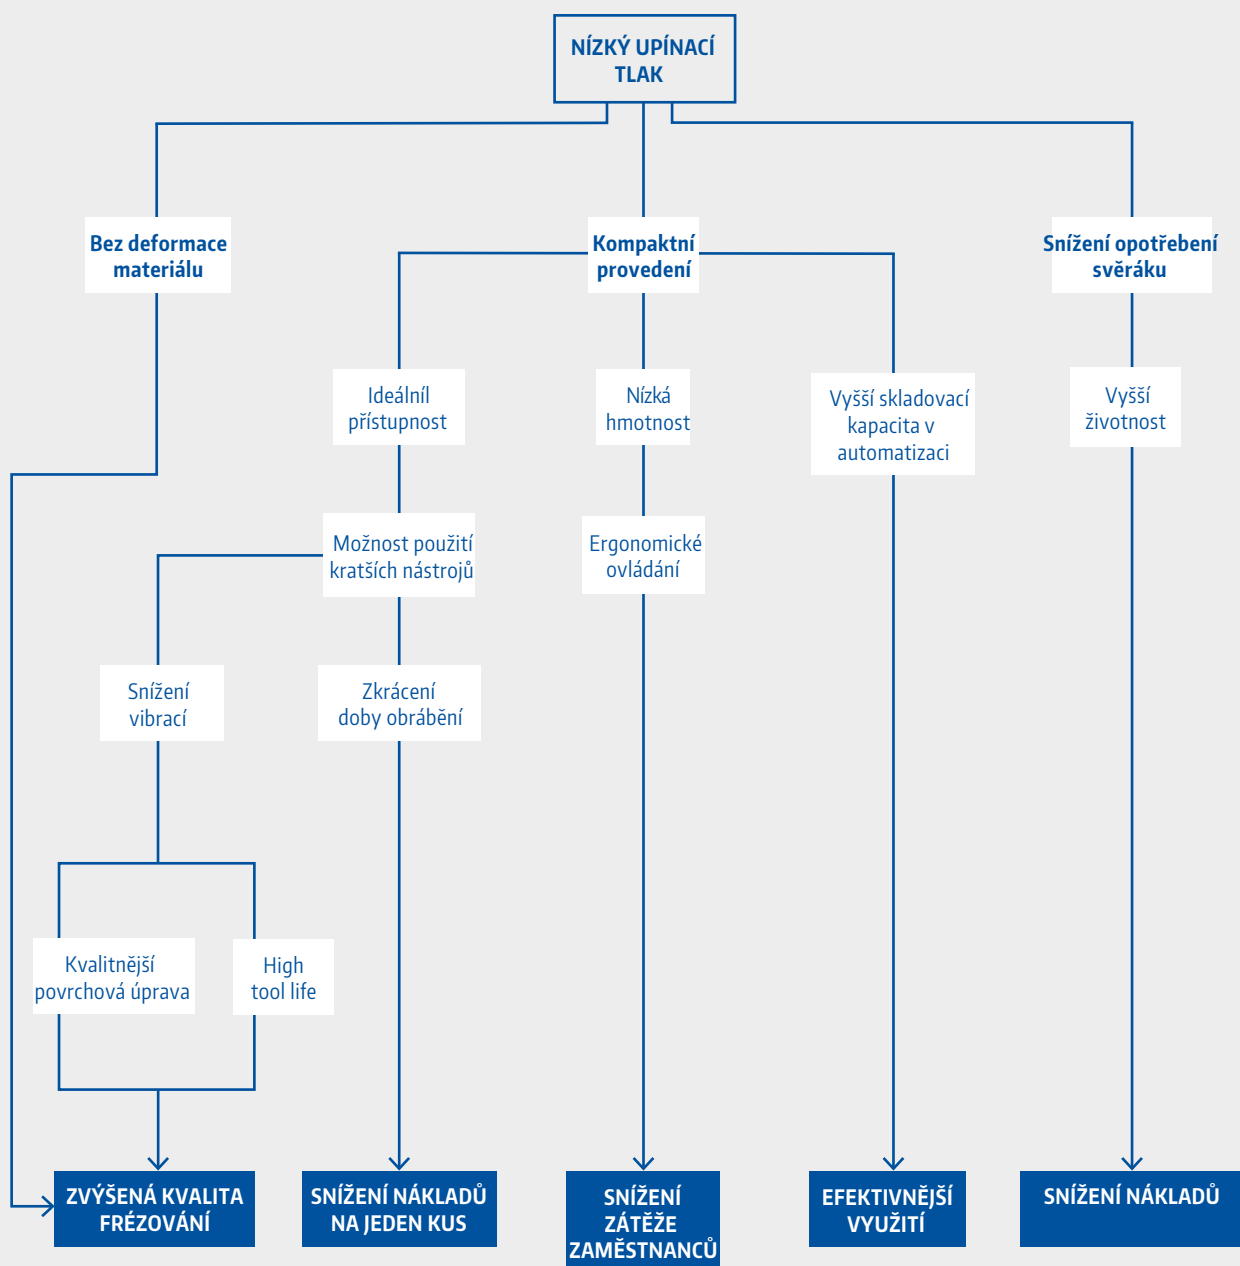 NÍZKÝ UPÍNACÍ
TLAK
Bez deformace
materiálu
Kompaktní
provedení
Snížení opotřebení
svěráku
Ideálníl
přístupnost
Nízká
hmotnost
Vyšší skladovací
kapacita v
automatizaci
Vyšší
životnost
Možnost použití
kratších nástrojů
Ergonomické
ovládání
Snížení
vibrací
Zkrácení
doby obrábění
Kvalitnější
povrchová úprava
High
tool life
ZVÝŠENÁ KVALITA
FRÉZOVÁNÍ
SNÍŽENÍ NÁKLADŮ
NA JEDEN KUS
SNÍŽENÍ
ZÁTĚŽE
ZAMĚSTNANCŮ
EFEKTIVNĚJŠÍ
VYUŽITÍ
SNÍŽENÍ NÁKLADŮ